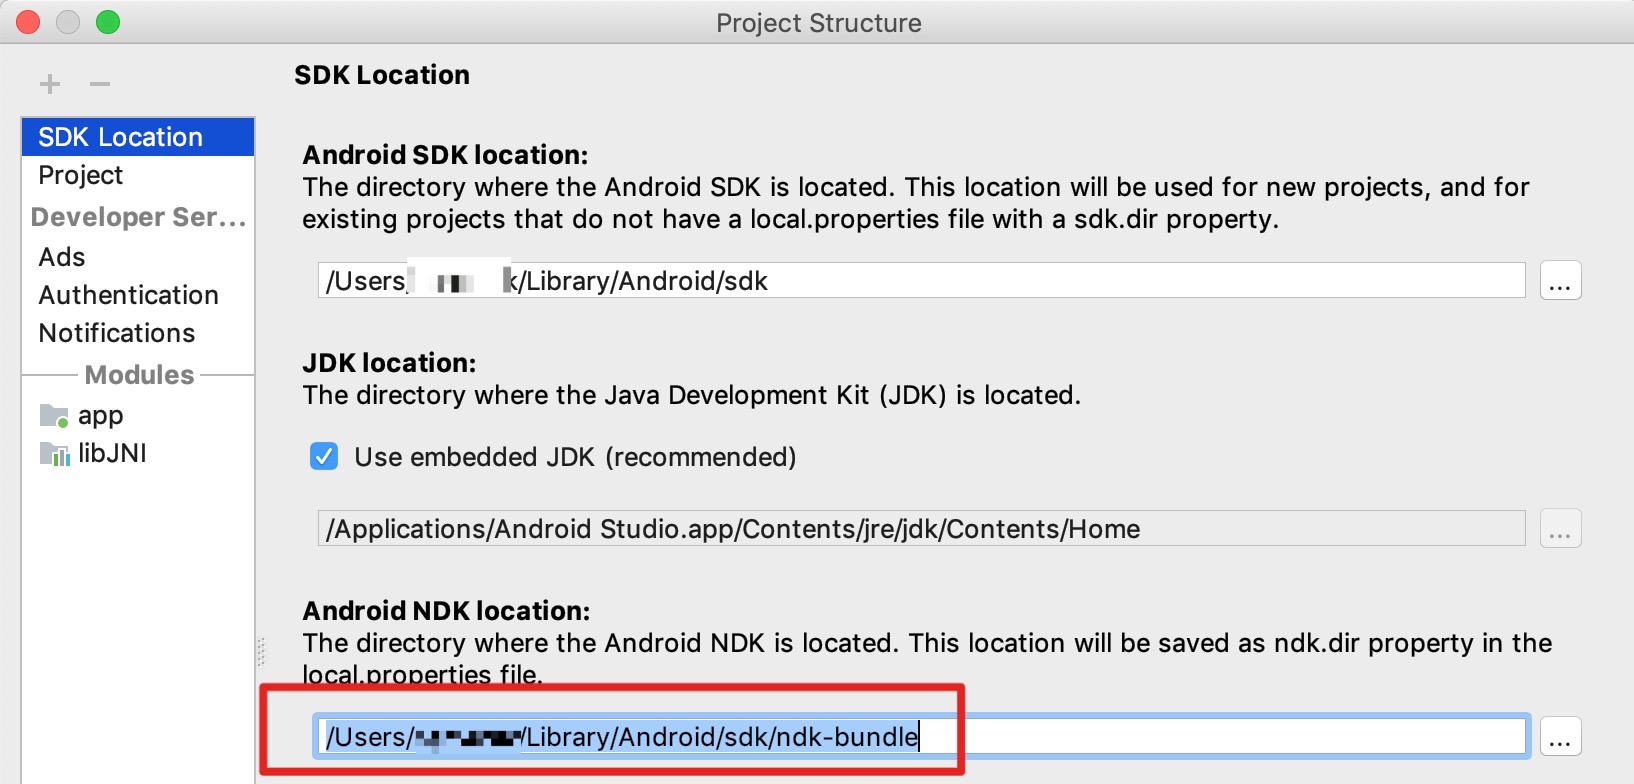 Project Structure
SDK Location
SDK Location
Project
Developer Ser...
Ads
Authentication
Notifications
Modules
app
libJNI
Android SDK location:
The directory where the Android SDK is located. This location will be used for new projects, and for
existing projects that do not have a local.properties file with a sdk.dir property.
/Users/ k/Library/Android/sdk
...
JDK location:
The directory where the Java Development Kit (JDK) is located.
Use embedded JDK (recommended)
/Applications/Android Studio.app/Contents/jre/jdk/Contents/Home
...
Android NDK location:
The directory where the Android NDK is located. This location will be saved as ndk.dir property in the
local.properties file.
/Users/ /Library/Android/sdk/ndk-bundle
...